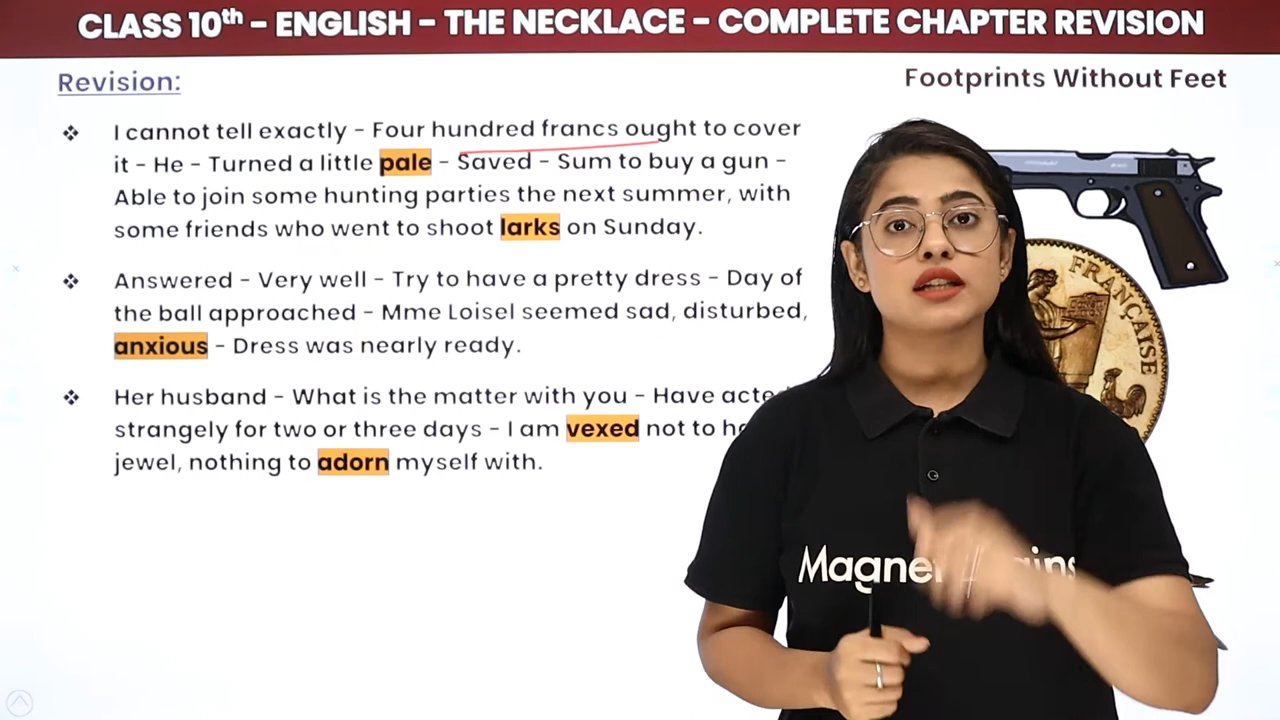 CLASS 10th – ENGLISH – THE NECKLACE – COMPLETE CHAPTER REVISION
Revision:
Footprints Without Feet
❖ I cannot tell exactly – Four hundred francs ought to cover
it – He – Turned a little pale – Saved – Sum to buy a gun –
Able to join some hunting parties the next summer, with
some friends who went to shoot larks on Sunday.
❖ Answered – Very well – Try to have a pretty dress – Day of
the ball approached – Mme Loisel seemed sad, disturbed,
anxious – Dress was nearly ready.
❖ Her husband – What is the matter with you – Have
strangely for two or three days – I am vexed not to
jewel, nothing to adorn myself with.
FRANÇAISE